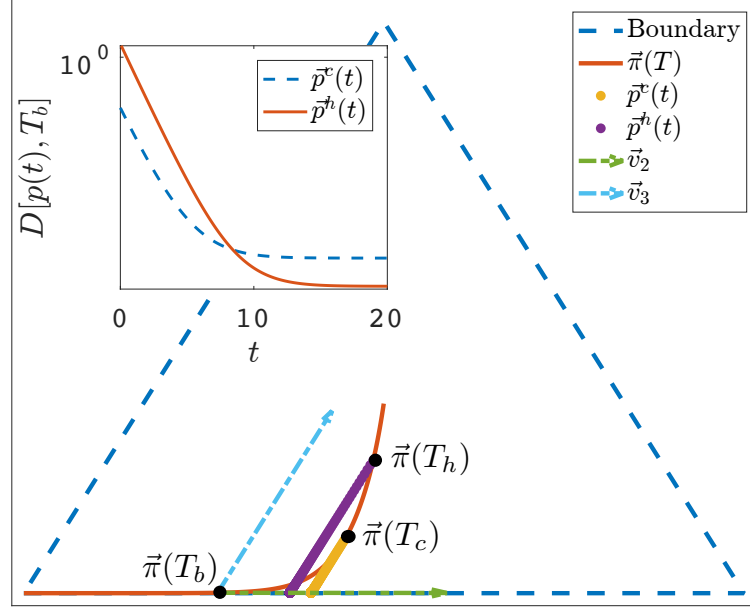 Boundary
π⃗(T)
p⃗ᶜ(t)
p⃗ʰ(t)
v⃗₂
v⃗₃
10⁰
D[p(t), T_b]
p⃗ᶜ(t)
p⃗ʰ(t)
0 10 20
t
π⃗(T_h)
π⃗(T_c)
π⃗(T_b)